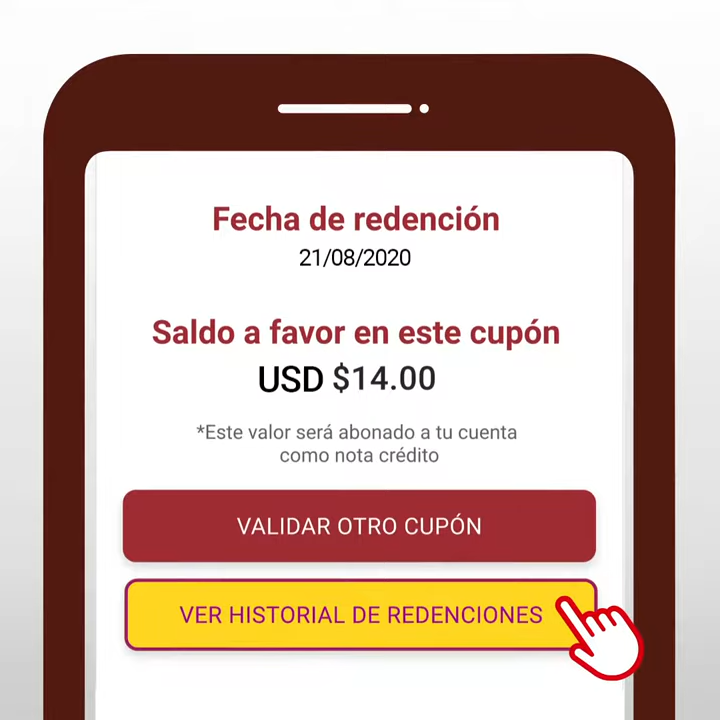 Fecha de redención
21/08/2020
Saldo a favor en este cupón
USD $14.00
*Este valor será abonado a tu cuenta
como nota crédito
VALIDAR OTRO CUPÓN
VER HISTORIAL DE REDENCIONES